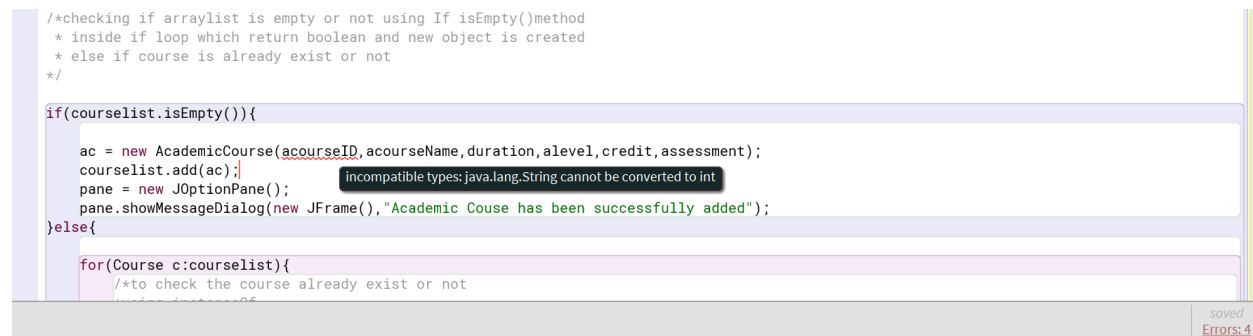 /*checking if arraylist is empty or not using If isEmpty()method
* inside if loop which return boolean and new object is created
* else if course is already exist or not
*/
if(courselist.isEmpty()){
ac = new AcademicCourse(acourseID,acourseName,duration,alevel,credit,assessment);
courselist.add(ac);
incompatible types: java.lang.String cannot be converted to int
pane = new JOptionPane();
pane.showMessageDialog(new JFrame(),"Academic Couse has been successfully added");
}else{
for(Course c:courselist){
/*to check the course already exist or not
saved
Errors: 4